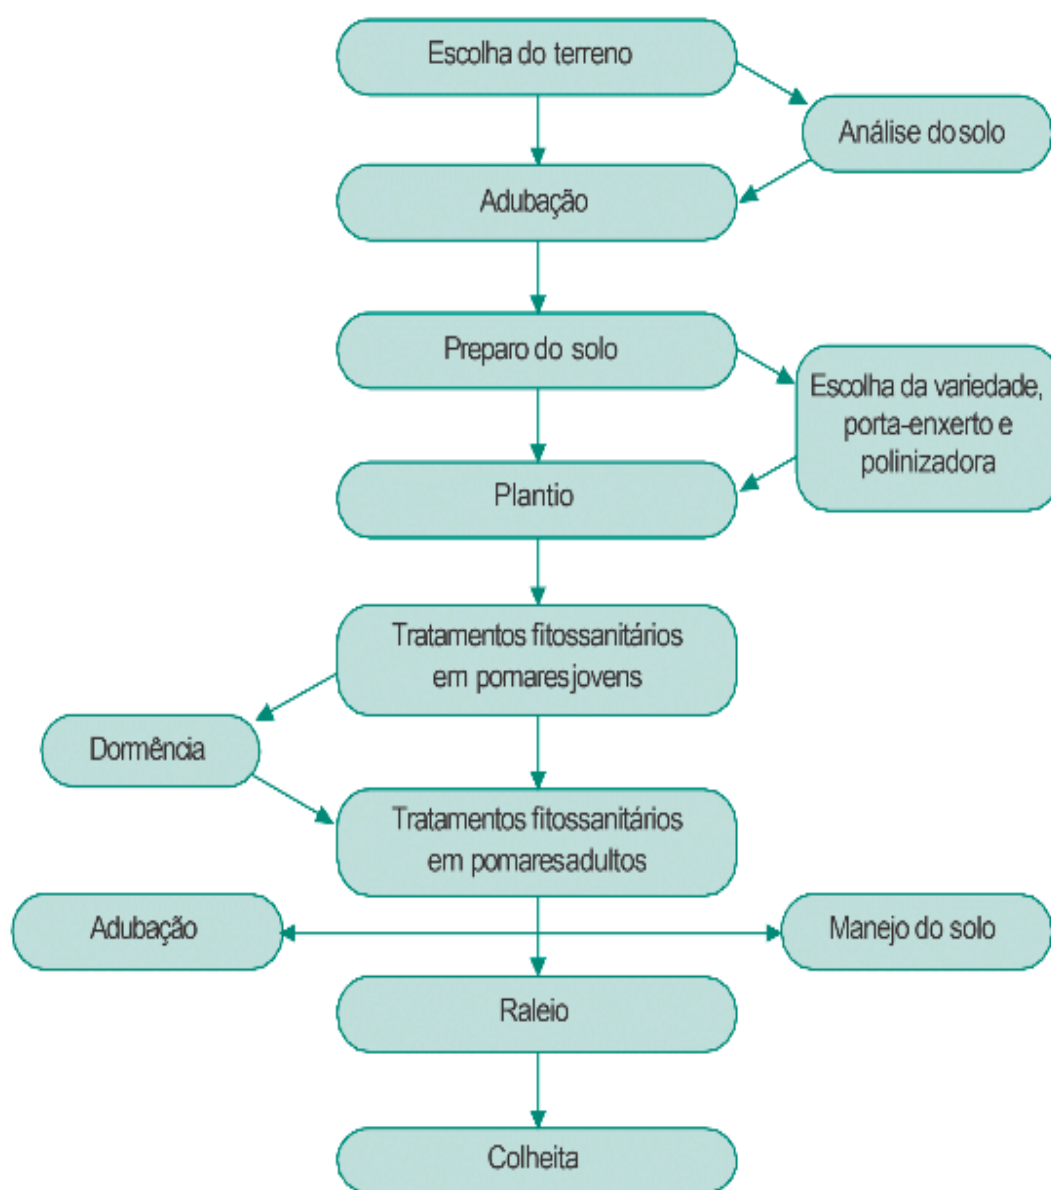 Escolha do terreno
Análise do solo
Adubação
Preparo do solo
Escolha da variedade,
porta-enxerto e
polinizadora
Plantio
Tratamentos fitossanitários
em pomares jovens
Dormência
Tratamentos fitossanitários
em pomares adultos
Adubação
Manejo do solo
Raleio
Colheita